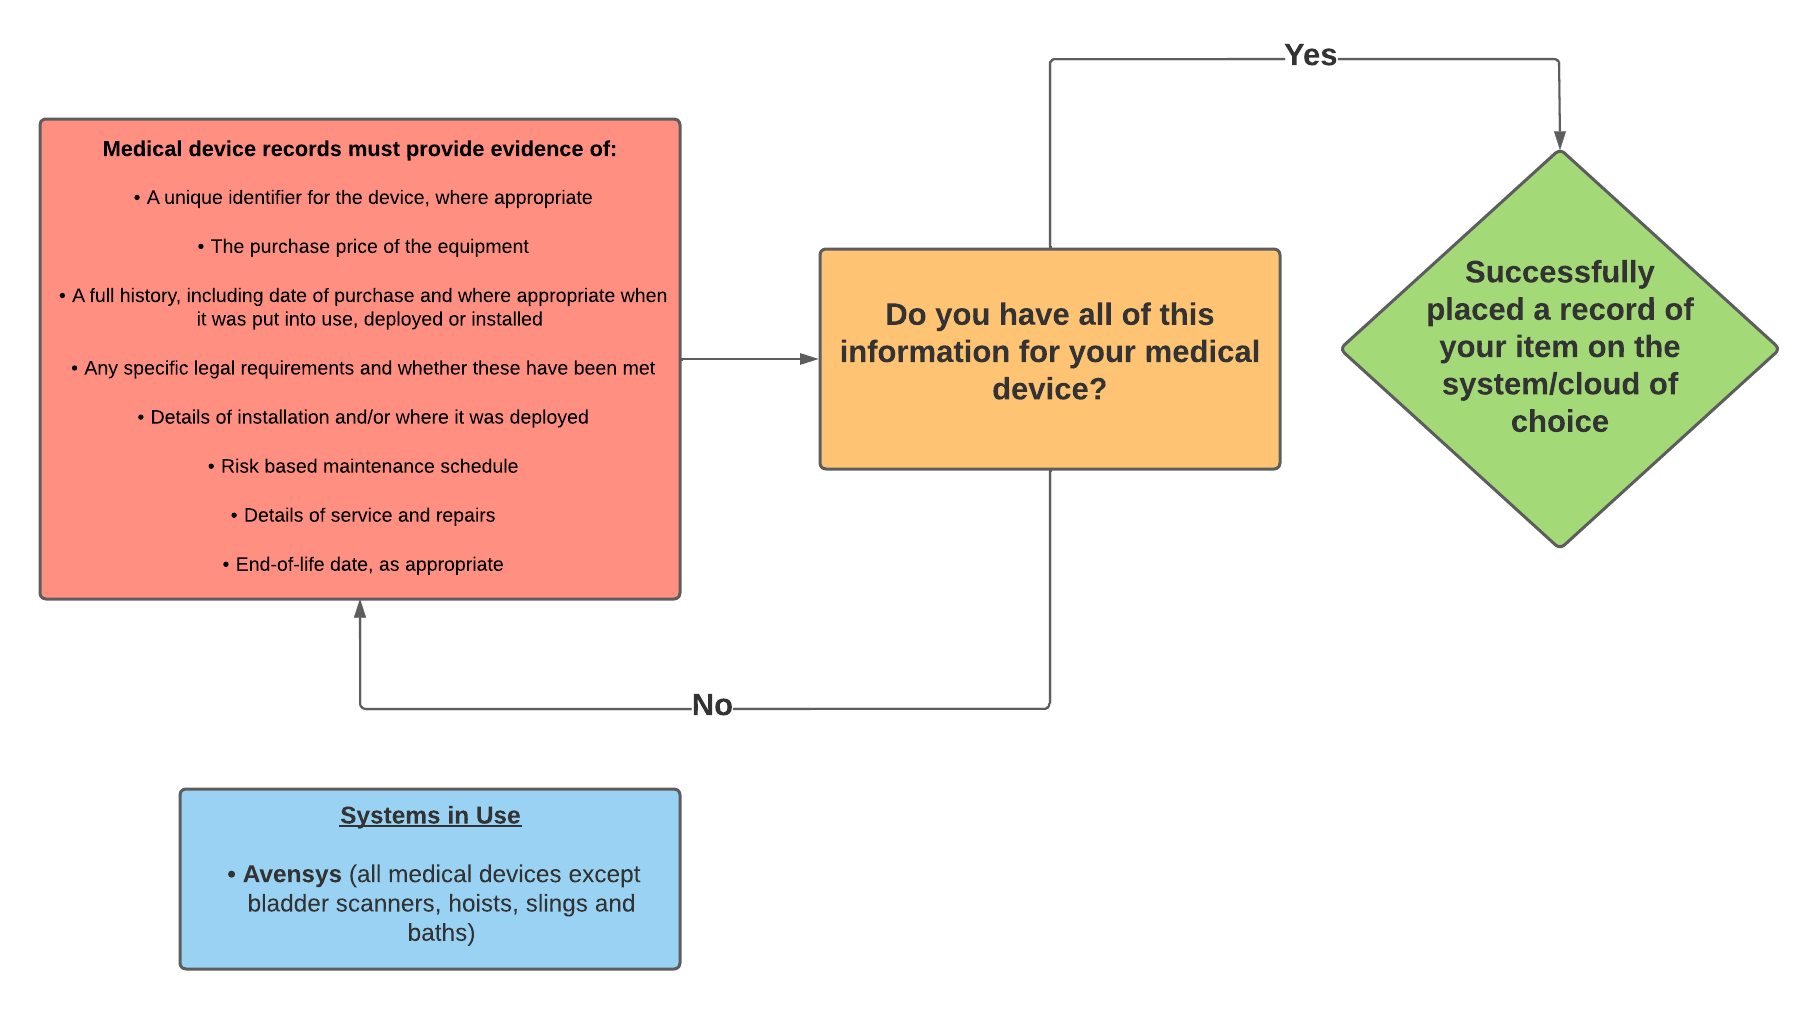 Yes
Medical device records must provide evidence of:
• A unique identifier for the device, where appropriate
• The purchase price of the equipment
• A full history, including date of purchase and where appropriate when
it was put into use, deployed or installed
• Any specific legal requirements and whether these have been met
• Details of installation and/or where it was deployed
• Risk based maintenance schedule
• Details of service and repairs
• End-of-life date, as appropriate
Do you have all of this
information for your medical
device?
Successfully
placed a record of
your item on the
system/cloud of
choice
No
Systems in Use
• Avensys (all medical devices except
bladder scanners, hoists, slings and
baths)